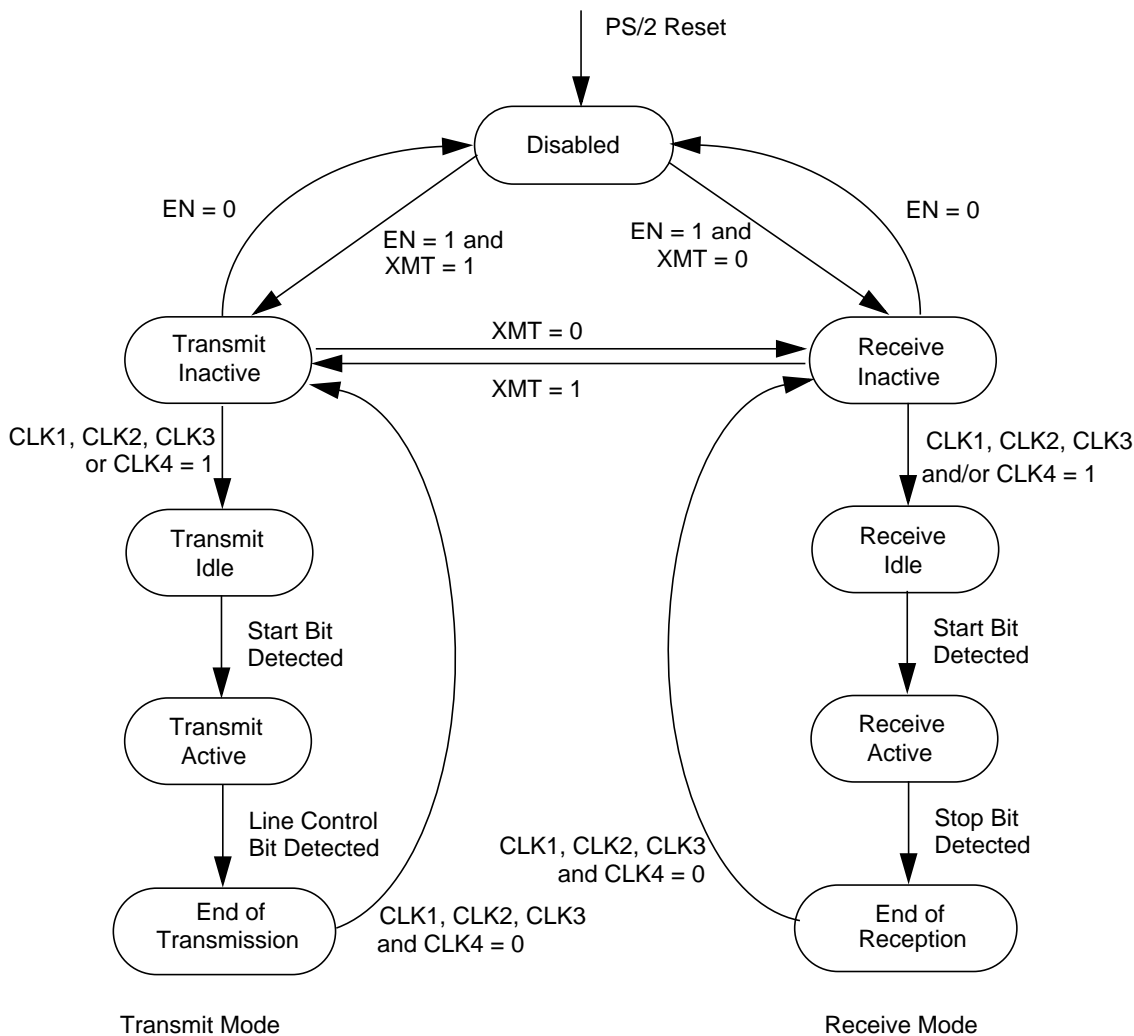 PS/2 Reset
Disabled
EN = 0
EN = 0
EN = 1 and
XMT = 1
EN = 1 and
XMT = 0
Transmit
Inactive
XMT = 0
XMT = 1
Receive
Inactive
CLK1, CLK2, CLK3
or CLK4 = 1
CLK1, CLK2, CLK3
and/or CLK4 = 1
Transmit
Idle
Receive
Idle
Start Bit
Detected
Start Bit
Detected
Transmit
Active
Receive
Active
Line Control
Bit Detected
Stop Bit
Detected
CLK1, CLK2, CLK3
and CLK4 = 0
End of
Transmission
CLK1, CLK2, CLK3
and CLK4 = 0
End of
Reception
Transmit Mode
Receive Mode